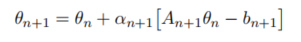 θ_{n+1} = θ_n + α_{n+1}[A_{n+1}θ_n − b_{n+1}]